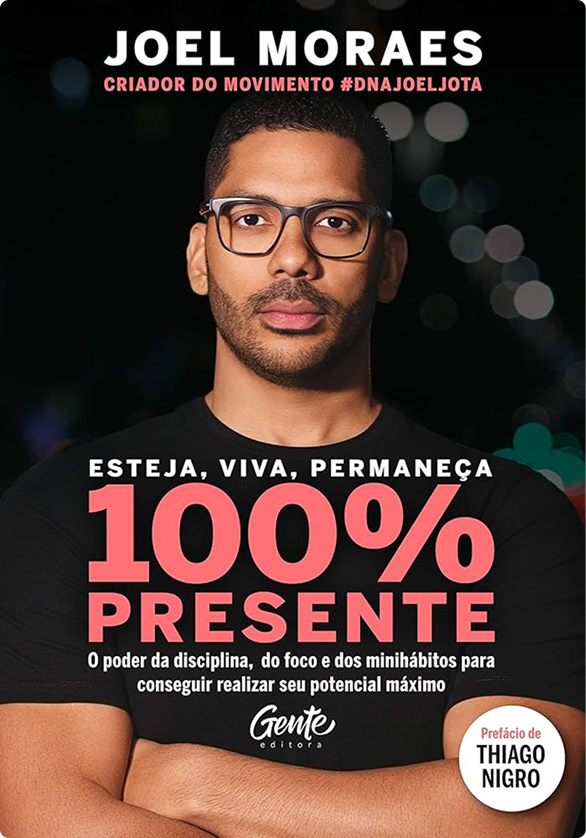 JOEL MORAES
CRIADOR DO MOVIMENTO #DNAJOELJOTA
ESTEJA, VIVA, PERMANEÇA
100%
PRESENTE
O poder da disciplina, do foco e dos minihábitos para
conseguir realizar seu potencial máximo
Gente
editora
Prefácio de
THIAGO
NIGRO